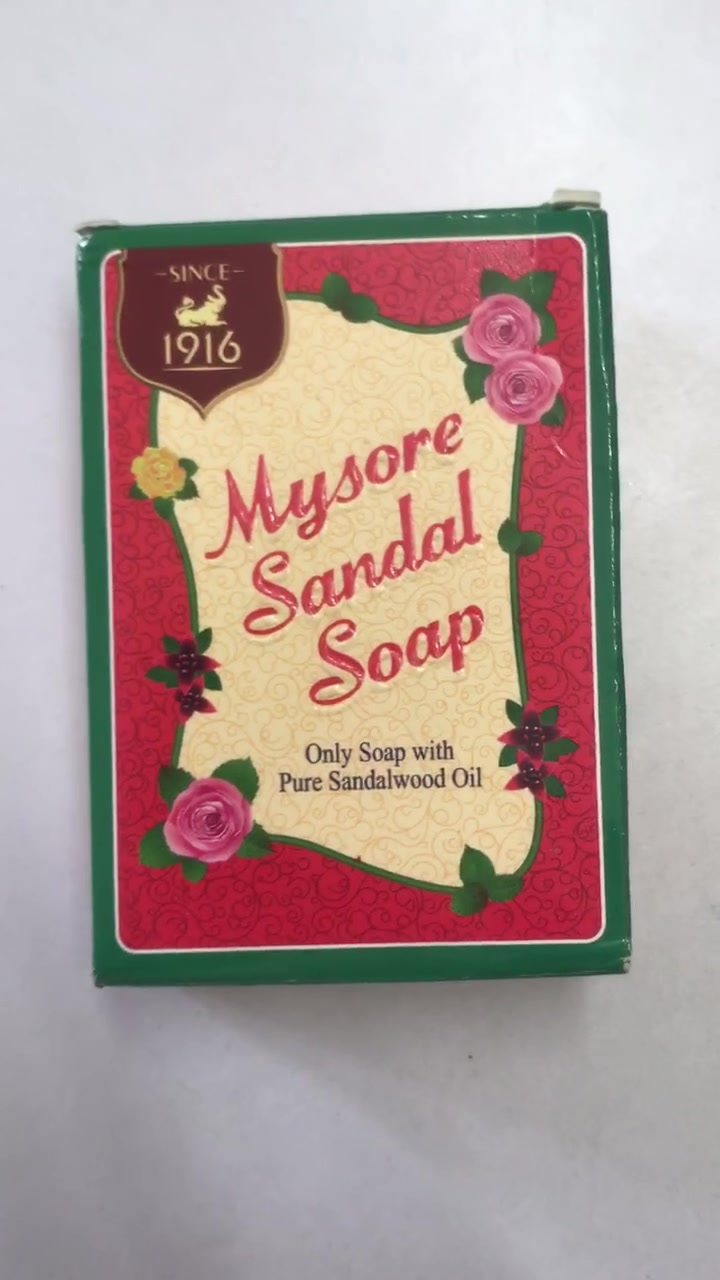 -SINCE-
1916
Mysore
Sandal
Soap
Only Soap with
Pure Sandalwood Oil